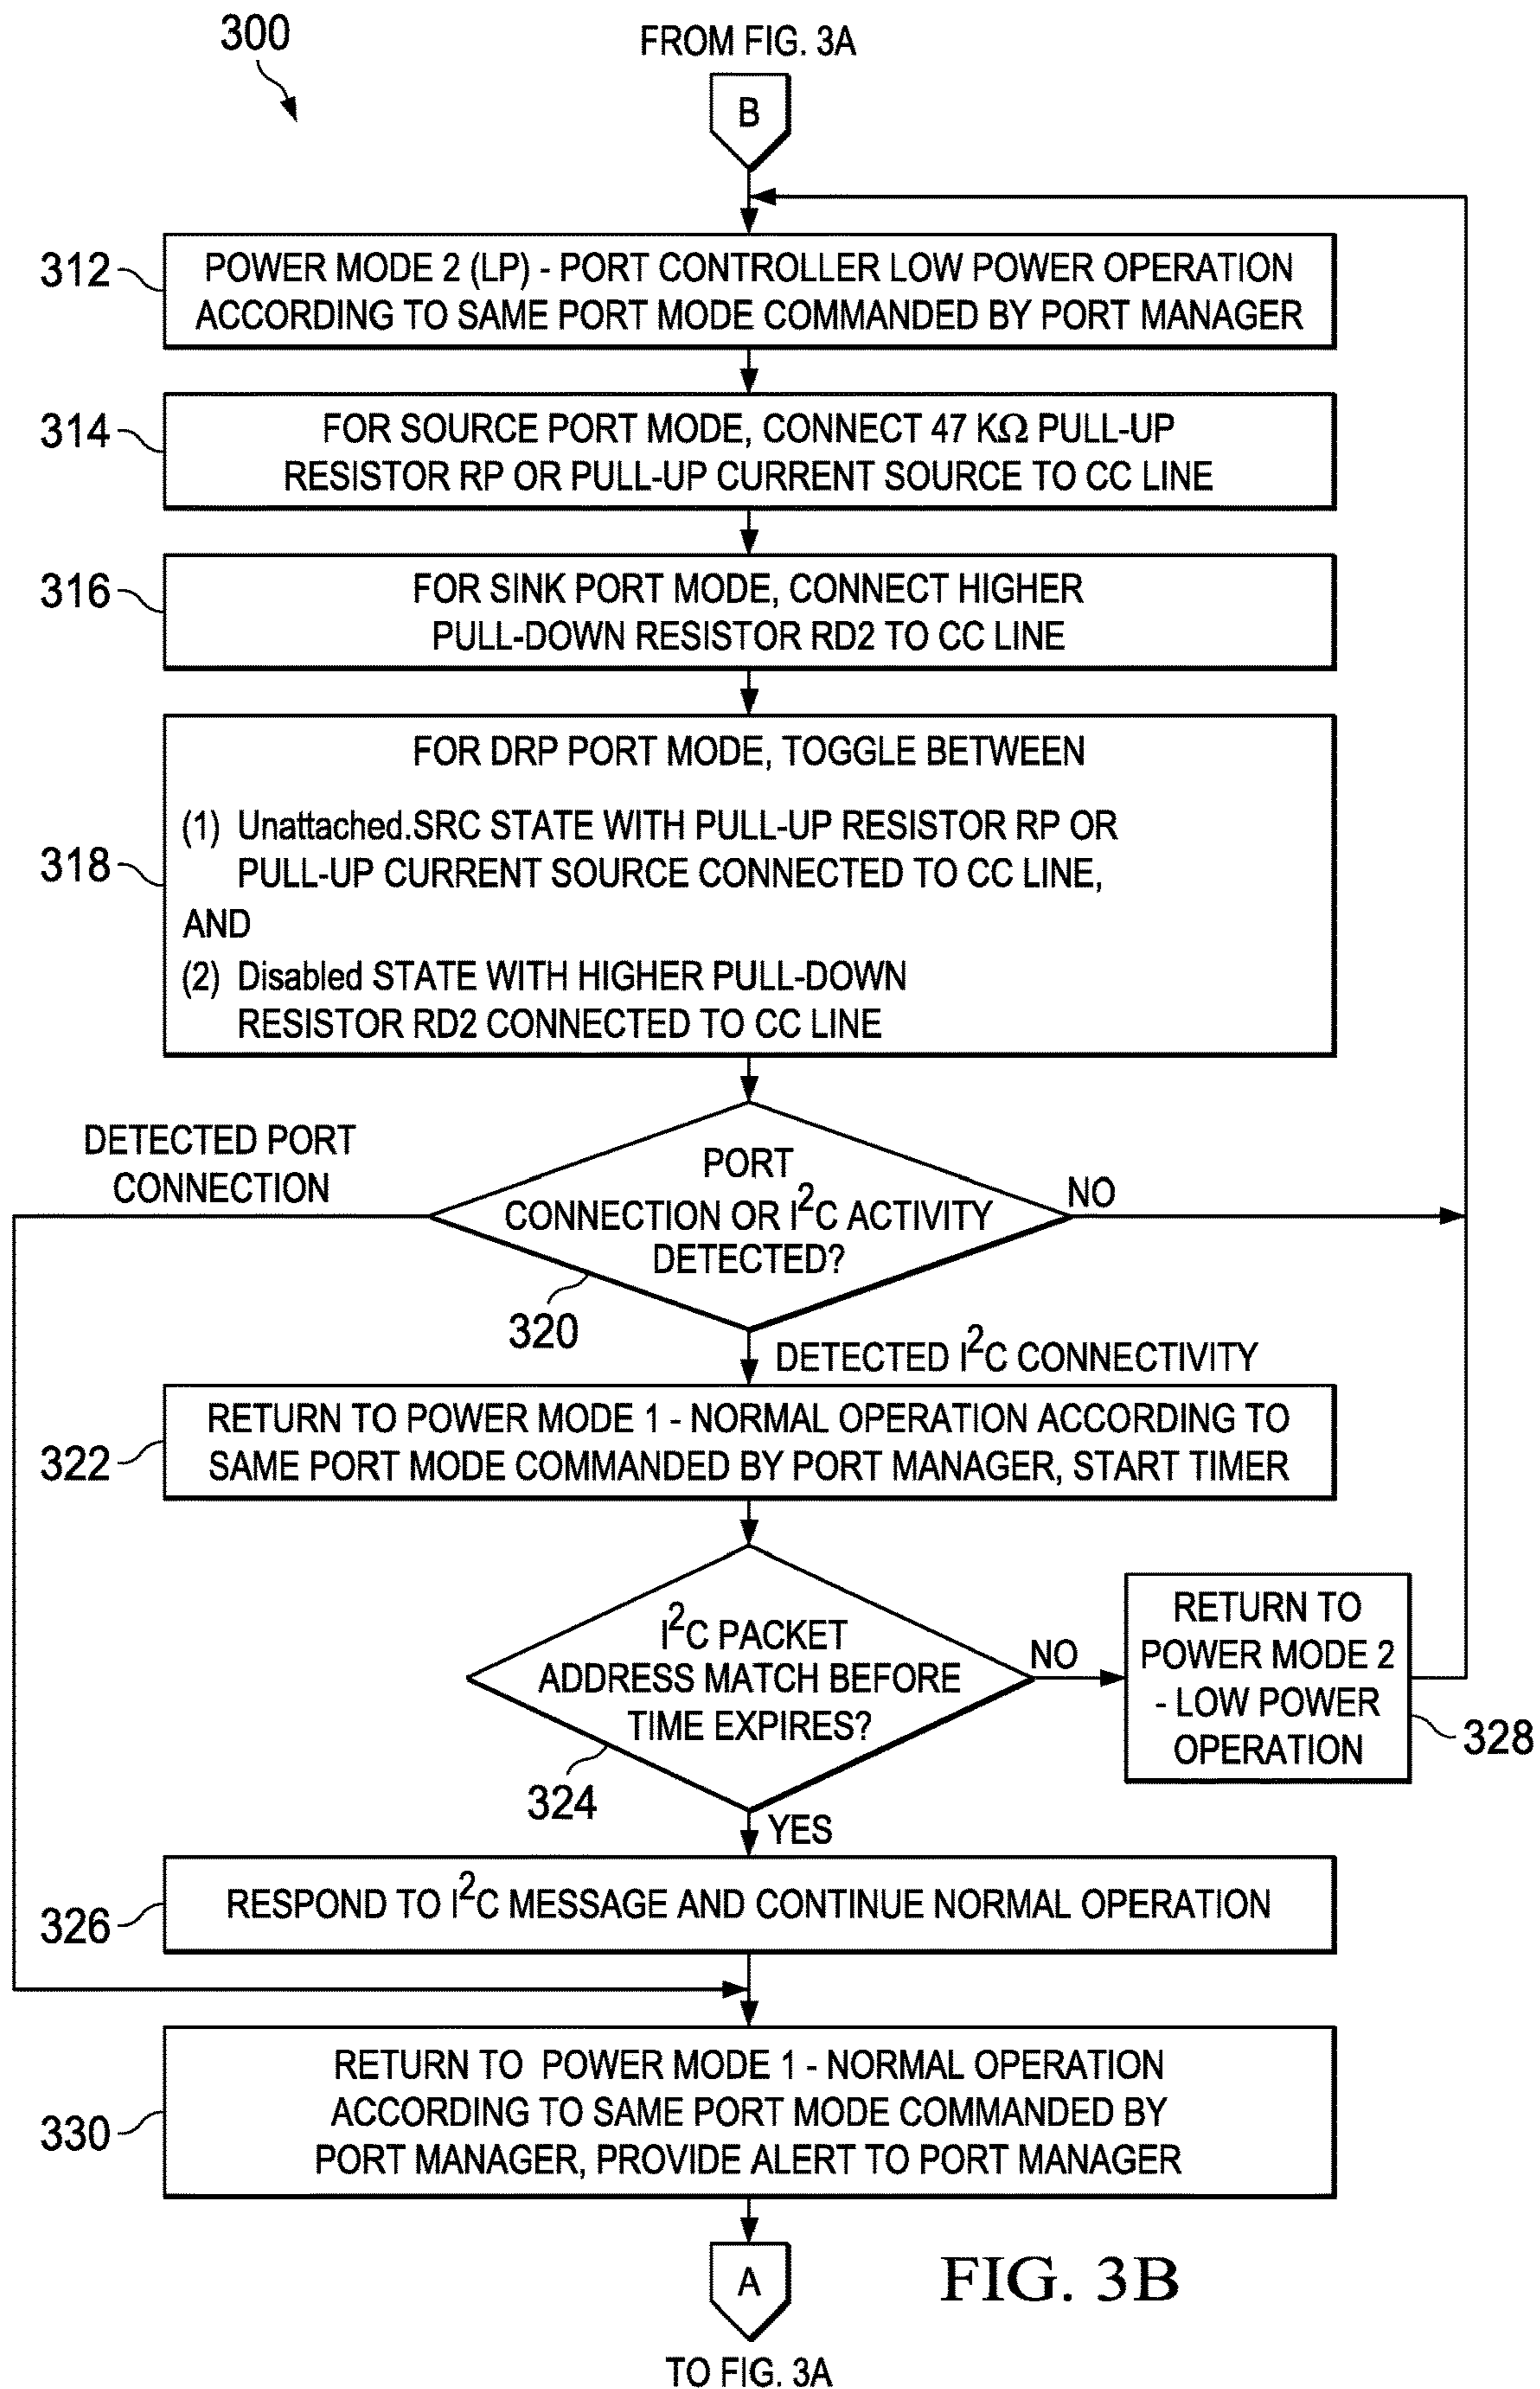 300
FROM FIG. 3A
B
312
POWER MODE 2 (LP) - PORT CONTROLLER LOW POWER OPERATION
ACCORDING TO SAME PORT MODE COMMANDED BY PORT MANAGER
314
FOR SOURCE PORT MODE, CONNECT 47 KΩ PULL-UP
RESISTOR RP OR PULL-UP CURRENT SOURCE TO CC LINE
316
FOR SINK PORT MODE, CONNECT HIGHER
PULL-DOWN RESISTOR RD2 TO CC LINE
318
FOR DRP PORT MODE, TOGGLE BETWEEN
(1) Unattached.SRC STATE WITH PULL-UP RESISTOR RP OR
PULL-UP CURRENT SOURCE CONNECTED TO CC LINE,
AND
(2) Disabled STATE WITH HIGHER PULL-DOWN
RESISTOR RD2 CONNECTED TO CC LINE
DETECTED PORT
CONNECTION
PORT
CONNECTION OR I²C ACTIVITY
DETECTED?
NO
320
DETECTED I²C CONNECTIVITY
322
RETURN TO POWER MODE 1 - NORMAL OPERATION ACCORDING TO
SAME PORT MODE COMMANDED BY PORT MANAGER, START TIMER
I²C PACKET
ADDRESS MATCH BEFORE
TIME EXPIRES?
NO
324
RETURN TO
POWER MODE 2
- LOW POWER
OPERATION
328
YES
326
RESPOND TO I²C MESSAGE AND CONTINUE NORMAL OPERATION
330
RETURN TO POWER MODE 1 - NORMAL OPERATION
ACCORDING TO SAME PORT MODE COMMANDED BY
PORT MANAGER, PROVIDE ALERT TO PORT MANAGER
A
FIG. 3B
TO FIG. 3A